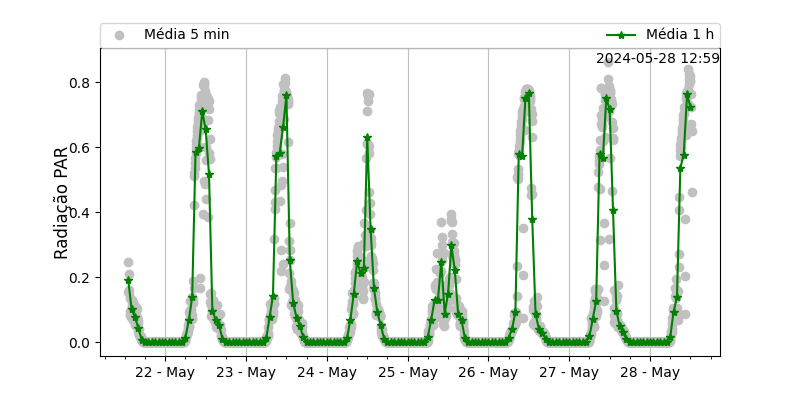 Média 5 min
Média 1 h
2024-05-28 12:59
Radiação PAR
0.8
0.6
0.4
0.2
0.0
22 - May
23 - May
24 - May
25 - May
26 - May
27 - May
28 - May